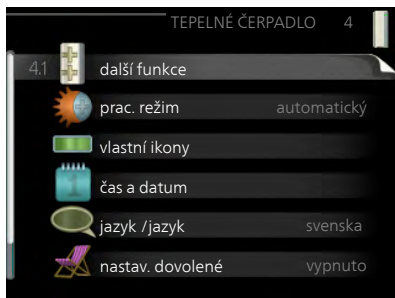 TEPELNÉ ČERPADLO 4
4.1 další funkce
prac. režim automatický
vlastní ikony
čas a datum
jazyk /jazyk svenska
nastav. dovolené vypnuto